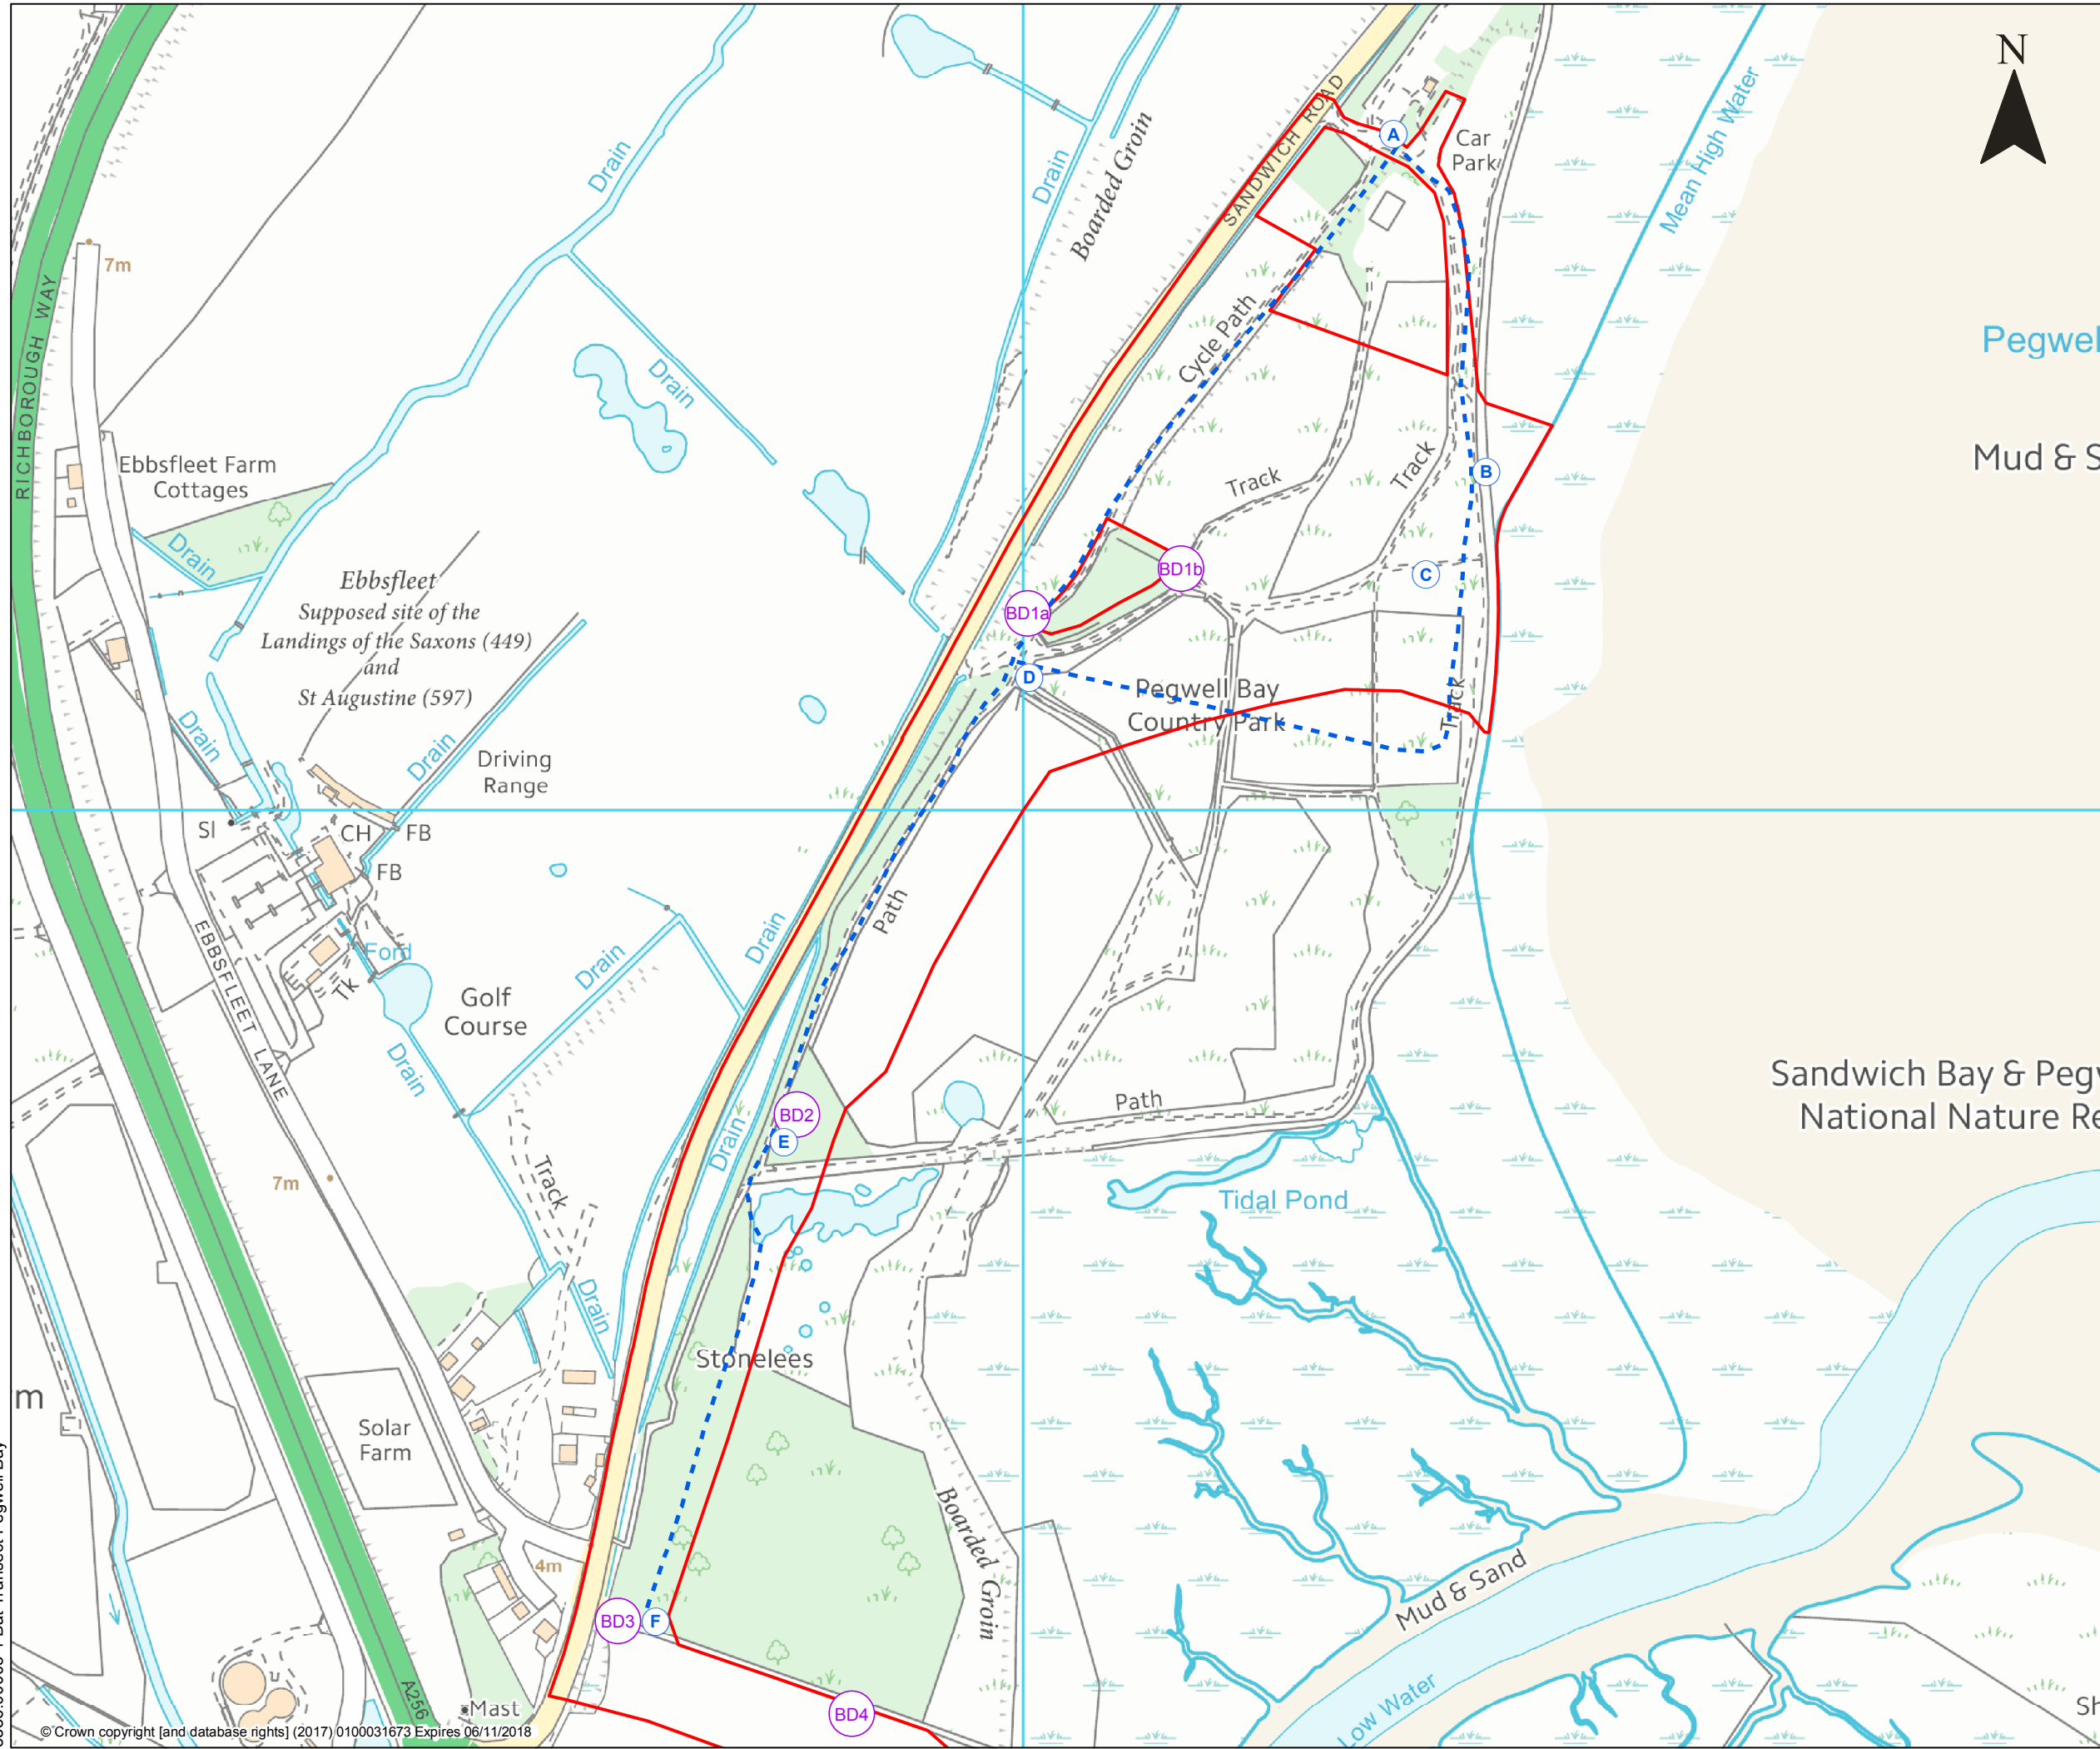 N
SANDWICH ROAD
A
Car
Park
Mean High Water
Drain
Drain
Boarded Groin
7m
RICHBOROUGH WAY
Cycle Path
Pegwel
Drain
Mud & S
Ebbsfleet Farm
Cottages
Track
Track
B
Drain
Ebbsfleet
Supposed site of the
Landings of the Saxons (449)
and
St Augustine (597)
BD1b
C
BD1a
D
Pegwell Bay
Country Park
Track
Drain
Drain
Driving
Range
SI
CH
FB
FB
Path
EBBSFLEET LANE
Drain
Ford
Tk
Drain
Golf
Course
Drain
Path
BD2
E
Drain
Sandwich Bay & Peg
National Nature Re
7m
Track
Tidal Pond
Drain
Stonelees
m
Solar
Farm
Boarded Groin
4m
Mud & Sand
BD3
F
A256
Mast
BD4
Low Water
Sh
© Crown copyright [and database rights] (2017) 0100031673 Expires 06/11/2018